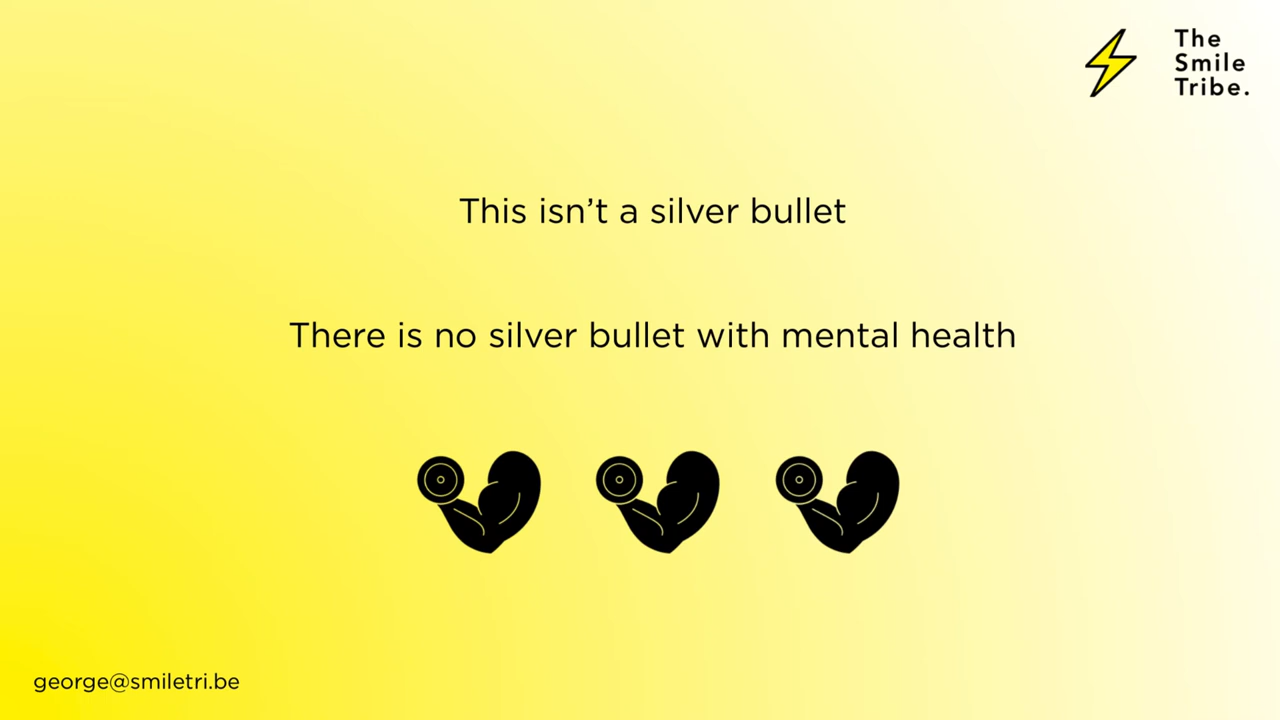 The
Smile
Tribe.
This isn’t a silver bullet
There is no silver bullet with mental health
george@smiletri.be